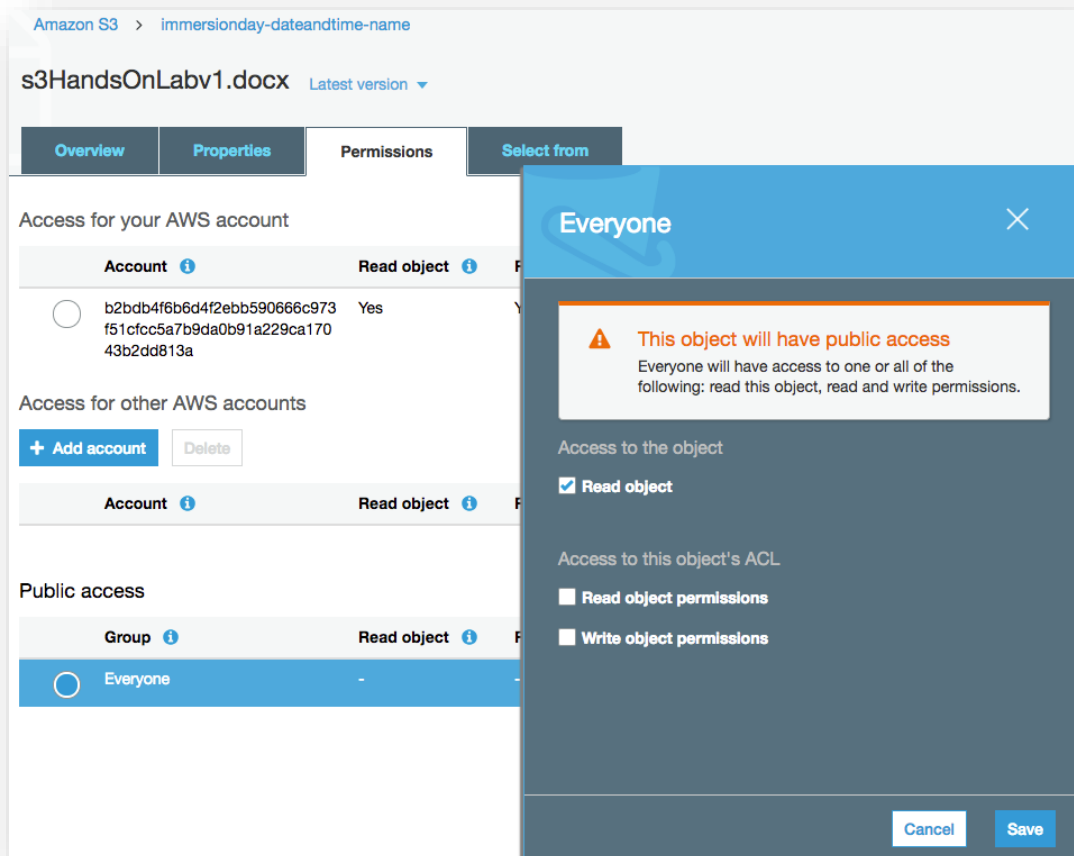 Amazon S3 > immersionday-dateandtime-name
s3HandsOnLabv1.docx Latest version
Overview Properties Permissions Select from
Access for your AWS account
Account Read object
b2bdb4f6b6d4f2ebb590666c973 Yes
f51cfcc5a7b9da0b91a229ca170
43b2dd813a
Access for other AWS accounts
+ Add account Delete
Account Read object
Public access
Group Read object
Everyone - -
Everyone
This object will have public access
Everyone will have access to one or all of the
following: read this object, read and write permissions.
Access to the object
Read object
Access to this object's ACL
Read object permissions
Write object permissions
Cancel Save